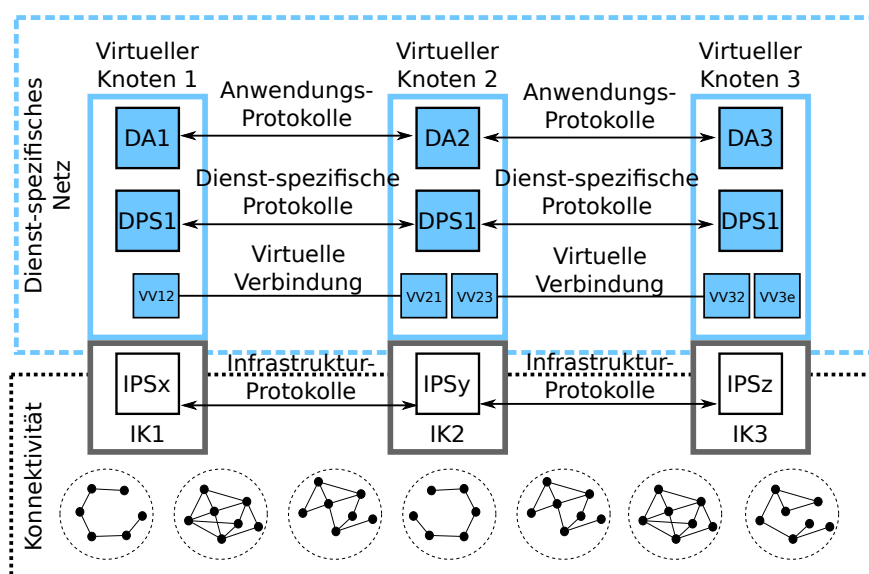 Virtueller
Knoten 1
Virtueller
Knoten 2
Virtueller
Knoten 3
Dienst-spezifisches
Netz
Anwendungs-
Protokolle
Anwendungs-
Protokolle
DA1
DA2
DA3
Dienst-spezifische
Protokolle
Dienst-spezifische
Protokolle
DPS1
DPS1
DPS1
Virtuelle
Verbindung
Virtuelle
Verbindung
VV12
VV21
VV23
VV32
VV3e
Infrastruktur-
Protokolle
Infrastruktur-
Protokolle
IPSx
IPSy
IPSz
IK1
IK2
IK3
Konnektivität